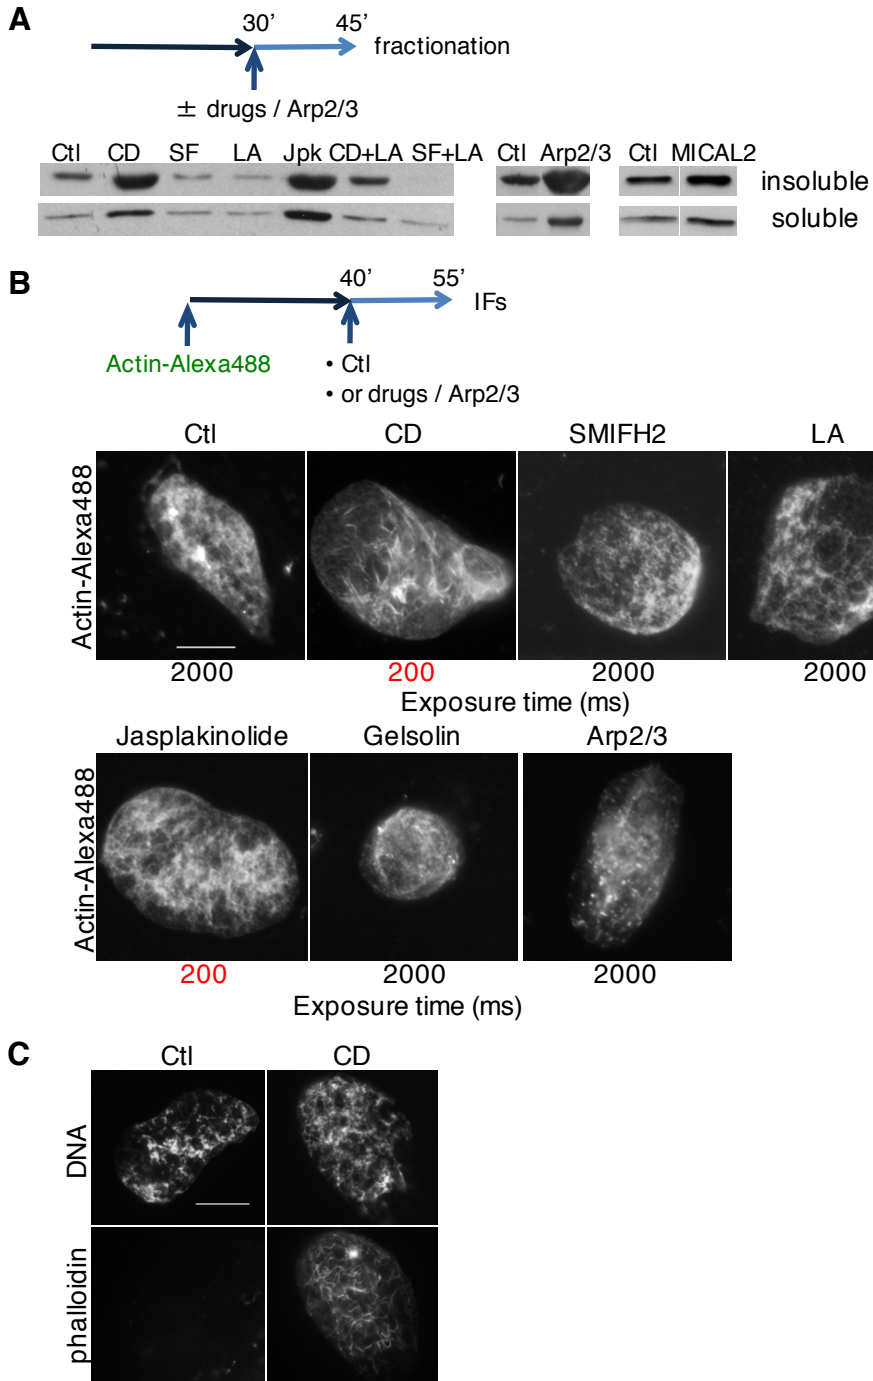 A
30’ 45’
fractionation
± drugs / Arp2/3
Ctl CD SF LA Jpk CD+LA SF+LA Ctl Arp2/3 Ctl MICAL2
insoluble
soluble
B
40’ 55’
IFs
Actin-Alexa488
• Ctl
• or drugs / Arp2/3
Ctl CD SMIFH2 LA
Actin-Alexa488
2000 200 2000 2000
Exposure time (ms)
Jasplakinolide Gelsolin Arp2/3
Actin-Alexa488
200 2000 2000
Exposure time (ms)
C
Ctl CD
DNA
phalloidin